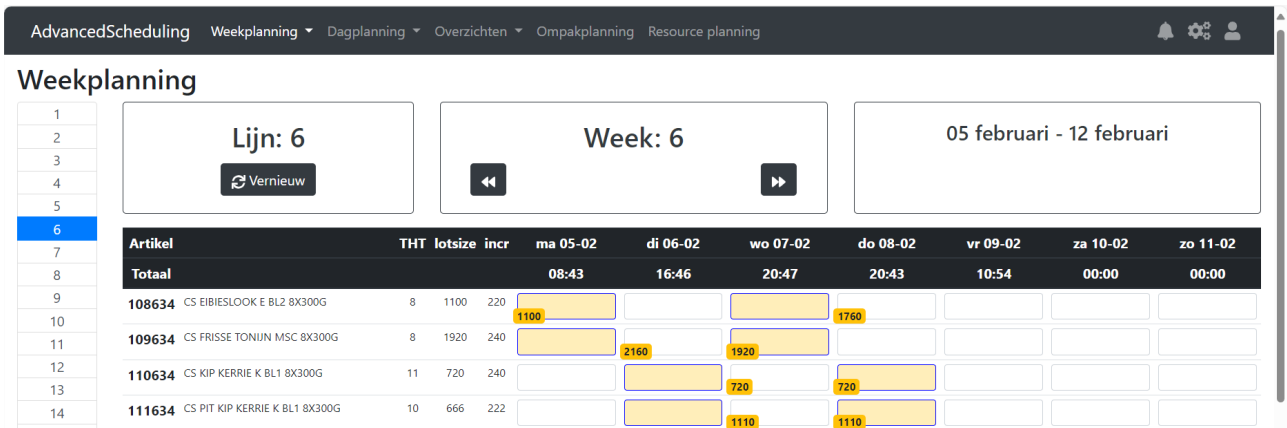 AdvancedScheduling Weekplanning Dagplanning Overzichten Ompakplanning Resource planning
Weekplanning
1
2
3
4
5
6
7
8
9
10
11
12
13
14
Lijn: 6
Vernieuw
Week: 6
05 februari - 12 februari
Artikel THT lotsize incr ma 05-02 di 06-02 wo 07-02 do 08-02 vr 09-02 za 10-02 zo 11-02
Totaal 08:43 16:46 20:47 20:43 10:54 00:00 00:00
108634 CS EIBIESLOOK E BL2 8X300G 8 1100 220
1100 1760
109634 CS FRISSE TONIJN MSC 8X300G 8 1920 240
2160 1920
110634 CS KIP KERRIE K BL1 8X300G 11 720 240
720 720
111634 CS PIT KIP KERRIE K BL1 8X300G 10 666 222
1110 1110